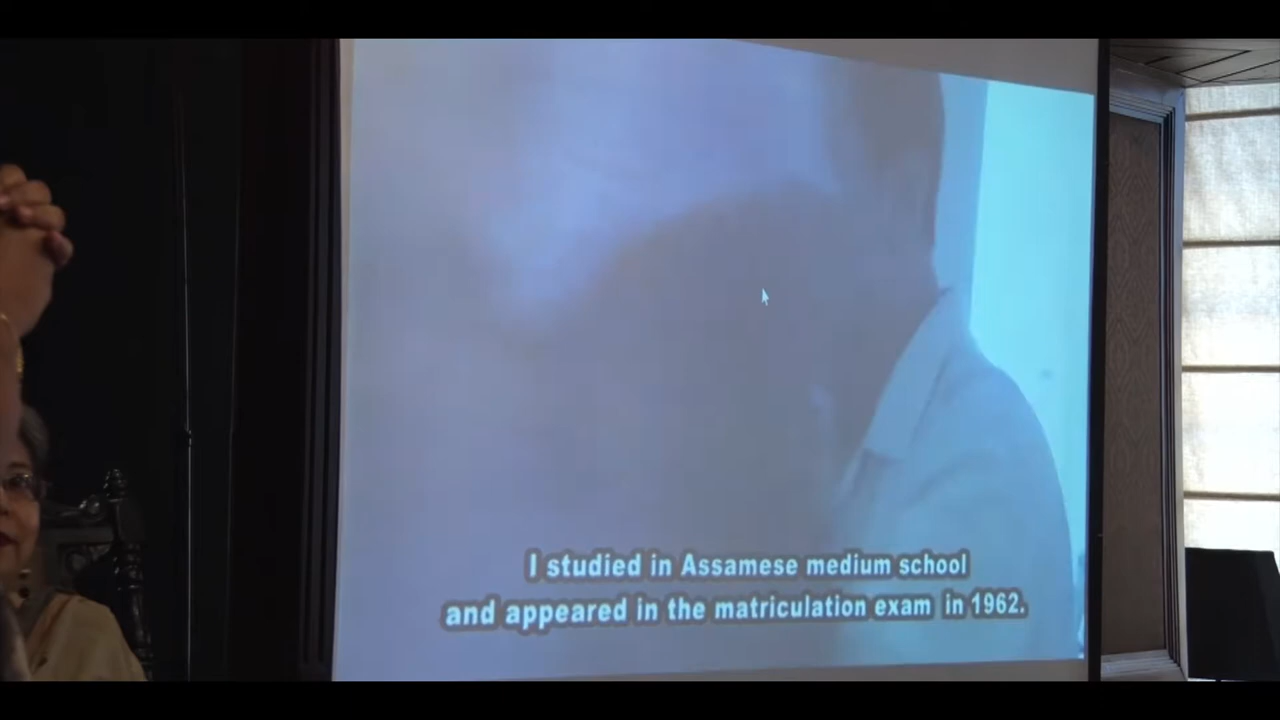 I studied in Assamese medium school
and appeared in the matriculation exam in 1962.